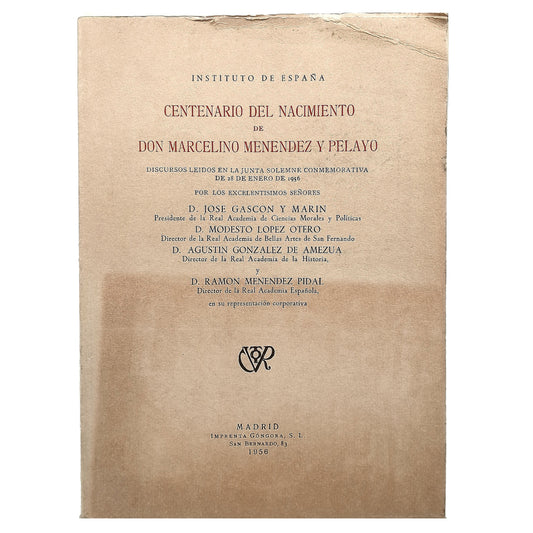 INSTITUTO DE ESPAÑA
CENTENARIO DEL NACIMIENTO
DE
DON MARCELINO MENENDEZ Y PELAYO
DISCURSOS LEIDOS EN LA JUNTA SOLEMNE CONMEMORATIVA
DE 28 DE ENERO DE 1956
POR LOS EXCELENTISIMOS SEÑORES
D. JOSE GASCON Y MARIN
Presidente de la Real Academia de Ciencias Morales y Políticas
D. MODESTO LOPEZ OTERO
Director de la Real Academia de Bellas Artes de San Fernando
D. AGUSTIN GONZALEZ DE AMEZUA
Director de la Real Academia de la Historia,
y
D. RAMON MENENDEZ PIDAL
Director de la Real Academia Española,
en su representación corporativa
MADRID
IMPRENTA GÓNGORA, S. L.
SAN BERNARDO, 83
1956